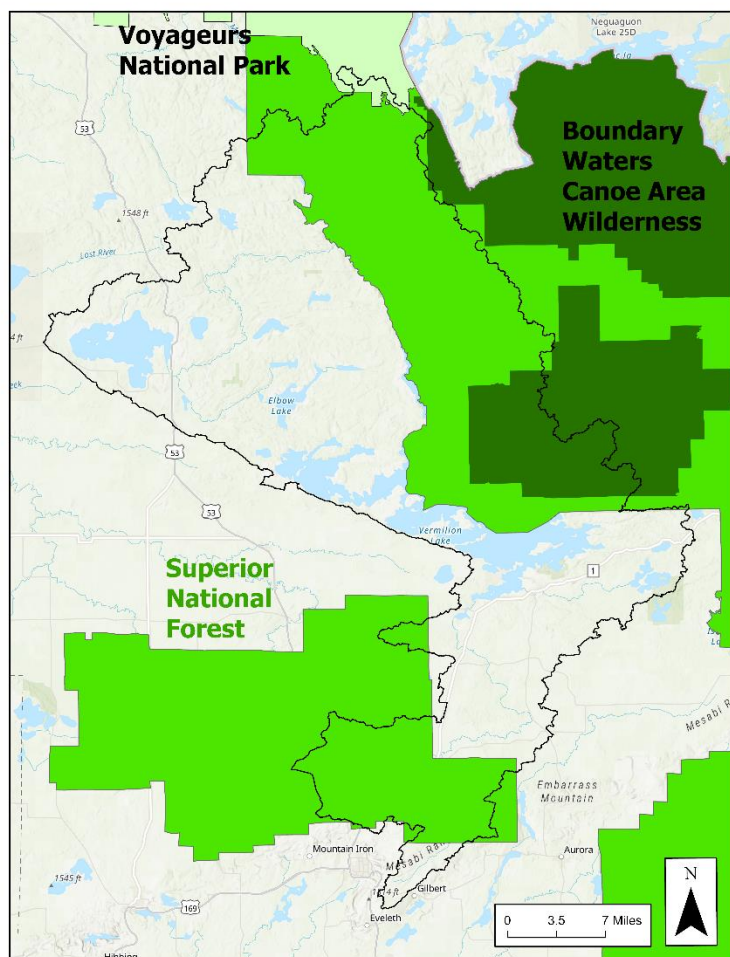 Voyageurs
National Park
Neguaguon
Lake 25D
53
Boundary
Waters
Canoe Area
Wilderness
1548 ft
Lost River
Elbow
Lake
53
53
Vermilion
Lake
1
Superior
National
Forest
Embarrass
Mountain
Mountain Iron
Aurora
1545 ft
169
Gilbert
Eveleth
Hibbing
N
0 3.5 7 Miles